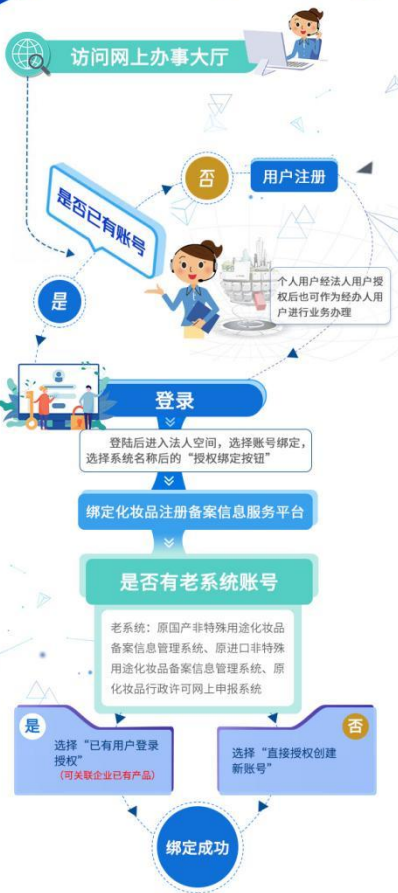 访问网上办事大厅
否
用户注册
是否已有账号
个人用户经法人用户授
权后也可作为经办人用
户进行业务办理
是
登录
登陆后进入法人空间，选择账号绑定，
选择系统名称后的“授权绑定按钮”
绑定化妆品注册备案信息服务平台
是否有老系统账号
老系统：原国产非特殊用途化妆品
备案信息管理系统、原进口非特殊
用途化妆品备案信息管理系统、原
化妆品行政许可网上申报系统
是
选择“已有用户登录
授权”
（可关联企业已有产品）
否
选择“直接授权创建
新账号”
绑定成功